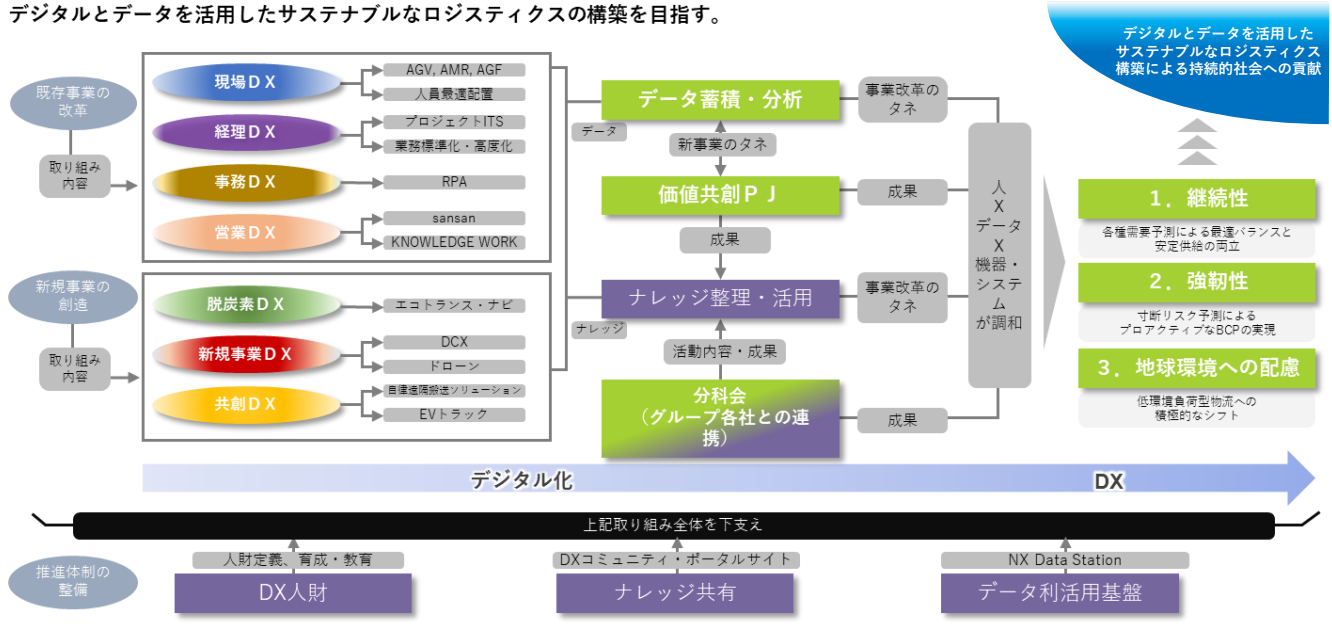 デジタルとデータを活用したサステナブルなロジスティクスの構築を目指す。
デジタルとデータを活用した
サステナブルなロジスティクス
構築による持続的社会への貢献
既存事業の
改革
取り組み
内容
現場ＤＸ
AGV, AMR, AGF
人員最適配置
経理ＤＸ
プロジェクトITS
業務標準化・高度化
事務ＤＸ
RPA
営業ＤＸ
sansan
KNOWLEDGE WORK
新規事業の
創造
取り組み
内容
脱炭素ＤＸ
エコトランス・ナビ
新規事業ＤＸ
DCX
ドローン
共創ＤＸ
自律遠隔搬送ソリューション
EVトラック
データ
ナレッジ
データ蓄積・分析
新事業のタネ
価値共創ＰＪ
成果
ナレッジ整理・活用
活動内容・成果
分科会
（グループ各社との連
携）
事業改革の
タネ
成果
事業改革の
タネ
成果
人
X
データ
X
機器・
システ
ム
が調和
１．継続性
各種需要予測による最適バランスと
安定供給の両立
２．強靭性
寸断リスク予測による
プロアクティブなBCPの実現
３．地球環境への配慮
低環境負荷型物流への
積極的なシフト
デジタル化
DX
上記取り組み全体を下支え
推進体制の
整備
人財定義、育成・教育
DX人財
DXコミュニティ・ポータルサイト
ナレッジ共有
NX Data Station
データ利活用基盤